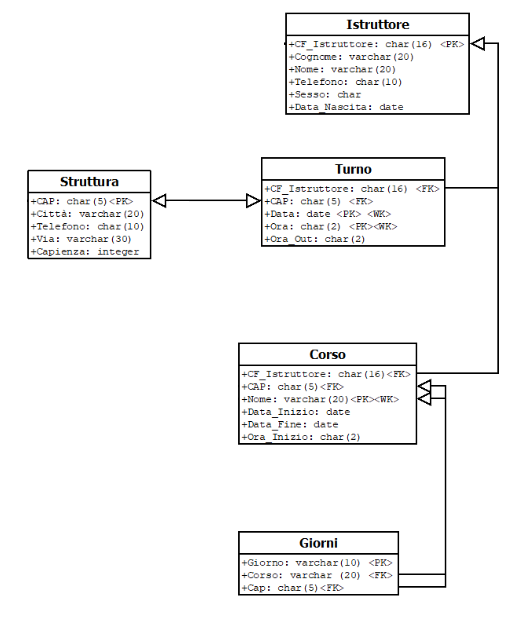 Istruttore
+CF_Istruttore: char(16) <PK>
+Cognome: varchar(20)
+Nome: varchar(20)
+Telefono: char(10)
+Sesso: char
+Data_Nascita: date
Struttura
+CAP: char(5)<PK>
+Città: varchar(20)
+Telefono: char(10)
+Via: varchar(30)
+Capienza: integer
Turno
+CF_Istruttore: char(16) <FK>
+CAP: char(5) <FK>
+Data: date <PK> <WK>
+Ora: char(2) <PK><WK>
+Ora_Out: char(2)
Corso
+CF_Istruttore: char(16)<FK>
+CAP: char(5)<FK>
+Nome: varchar(20)<PK><WK>
+Data_Inizio: date
+Data_Fine: date
+Ora_Inizio: char(2)
Giorni
+Giorno: varchar(10) <PK>
+Corso: varchar (20) <FK>
+Cap: char(5)<FK>